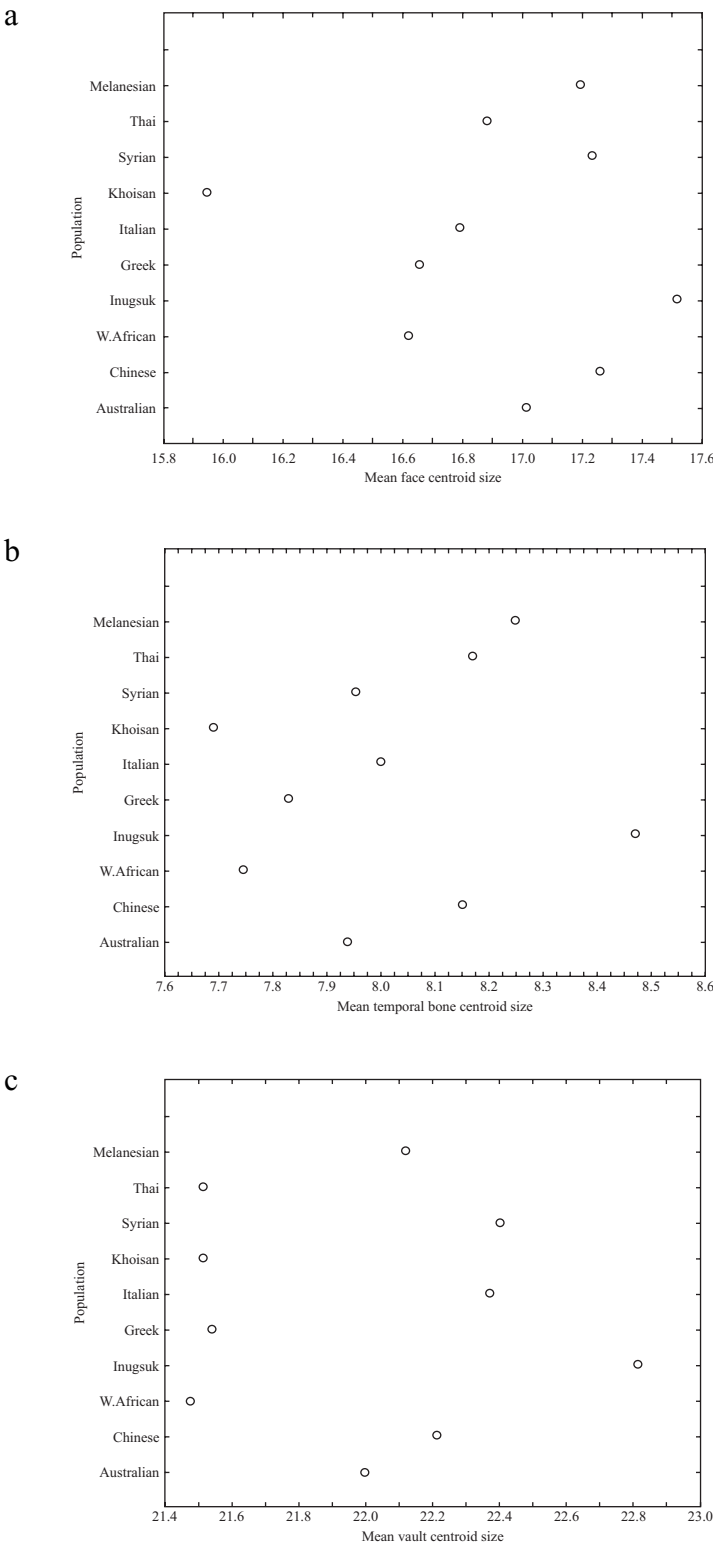 a
Melanesian
Thai
Syrian
Khoisan
Italian
Greek
Inugsuk
W.African
Chinese
Australian
Population
15.8 16.0 16.2 16.4 16.6 16.8 17.0 17.2 17.4 17.6
Mean face centroid size
b
Melanesian
Thai
Syrian
Khoisan
Italian
Greek
Inugsuk
W.African
Chinese
Australian
Population
7.6 7.7 7.8 7.9 8.0 8.1 8.2 8.3 8.4 8.5 8.6
Mean temporal bone centroid size
c
Melanesian
Thai
Syrian
Khoisan
Italian
Greek
Inugsuk
W.African
Chinese
Australian
Population
21.4 21.6 21.8 22.0 22.2 22.4 22.6 22.8 23.0
Mean vault centroid size